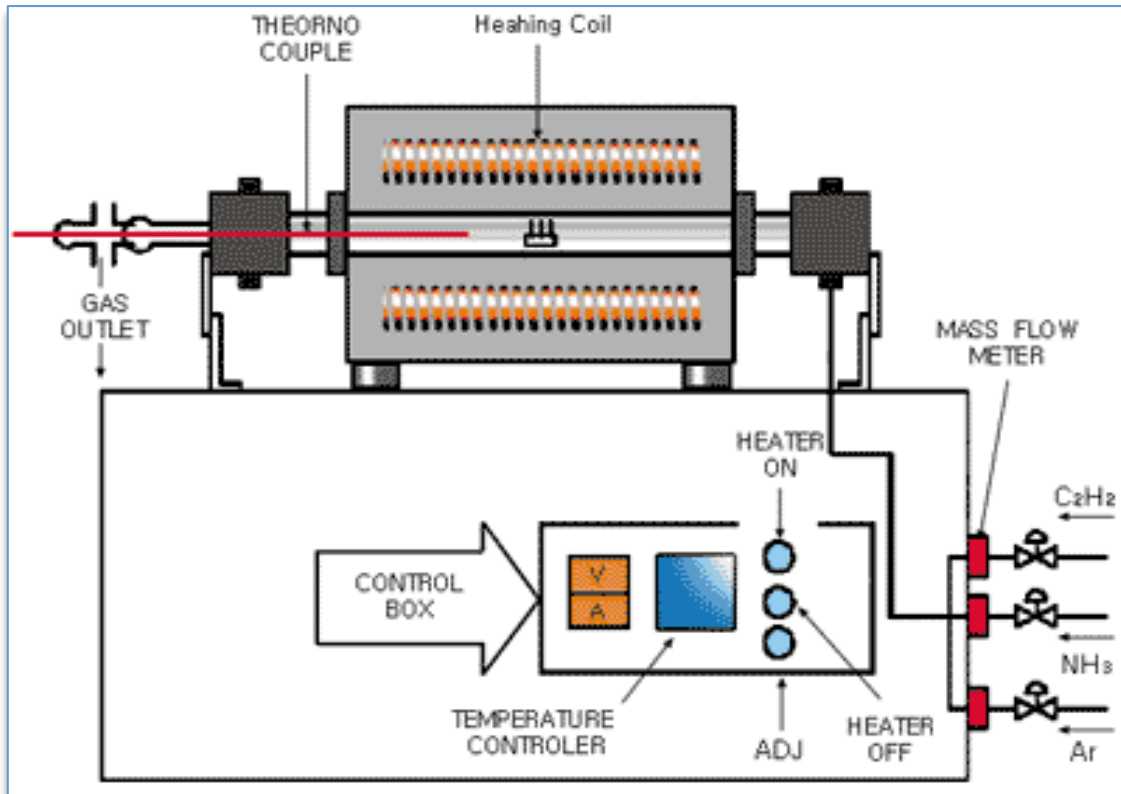 THEORNO
COUPLE
Heahing Coil
GAS
OUTLET
MASS FLOW
METER
HEATER
ON
C₂H₂
CONTROL
BOX
V
A
NH₃
TEMPERATURE
CONTROLER
ADJ
HEATER
OFF
Ar